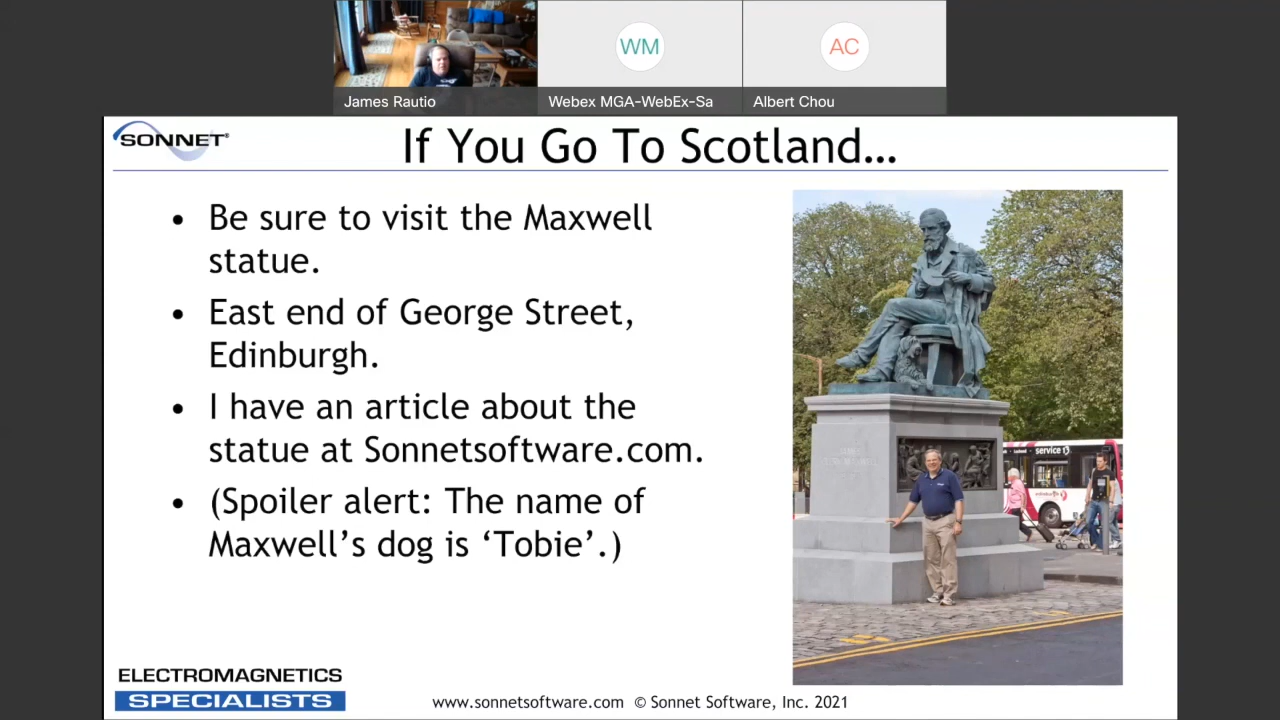 WM
AC
James Rautio
Webex MGA-WebEx-Sa
Albert Chou
SONNET®
If You Go To Scotland…
• Be sure to visit the Maxwell
statue.
• East end of George Street,
Edinburgh.
• I have an article about the
statue at Sonnetsoftware.com.
• (Spoiler alert: The name of
Maxwell’s dog is ‘Tobie’.)
service 1
ELECTROMAGNETICS
SPECIALISTS
www.sonnetsoftware.com © Sonnet Software, Inc. 2021